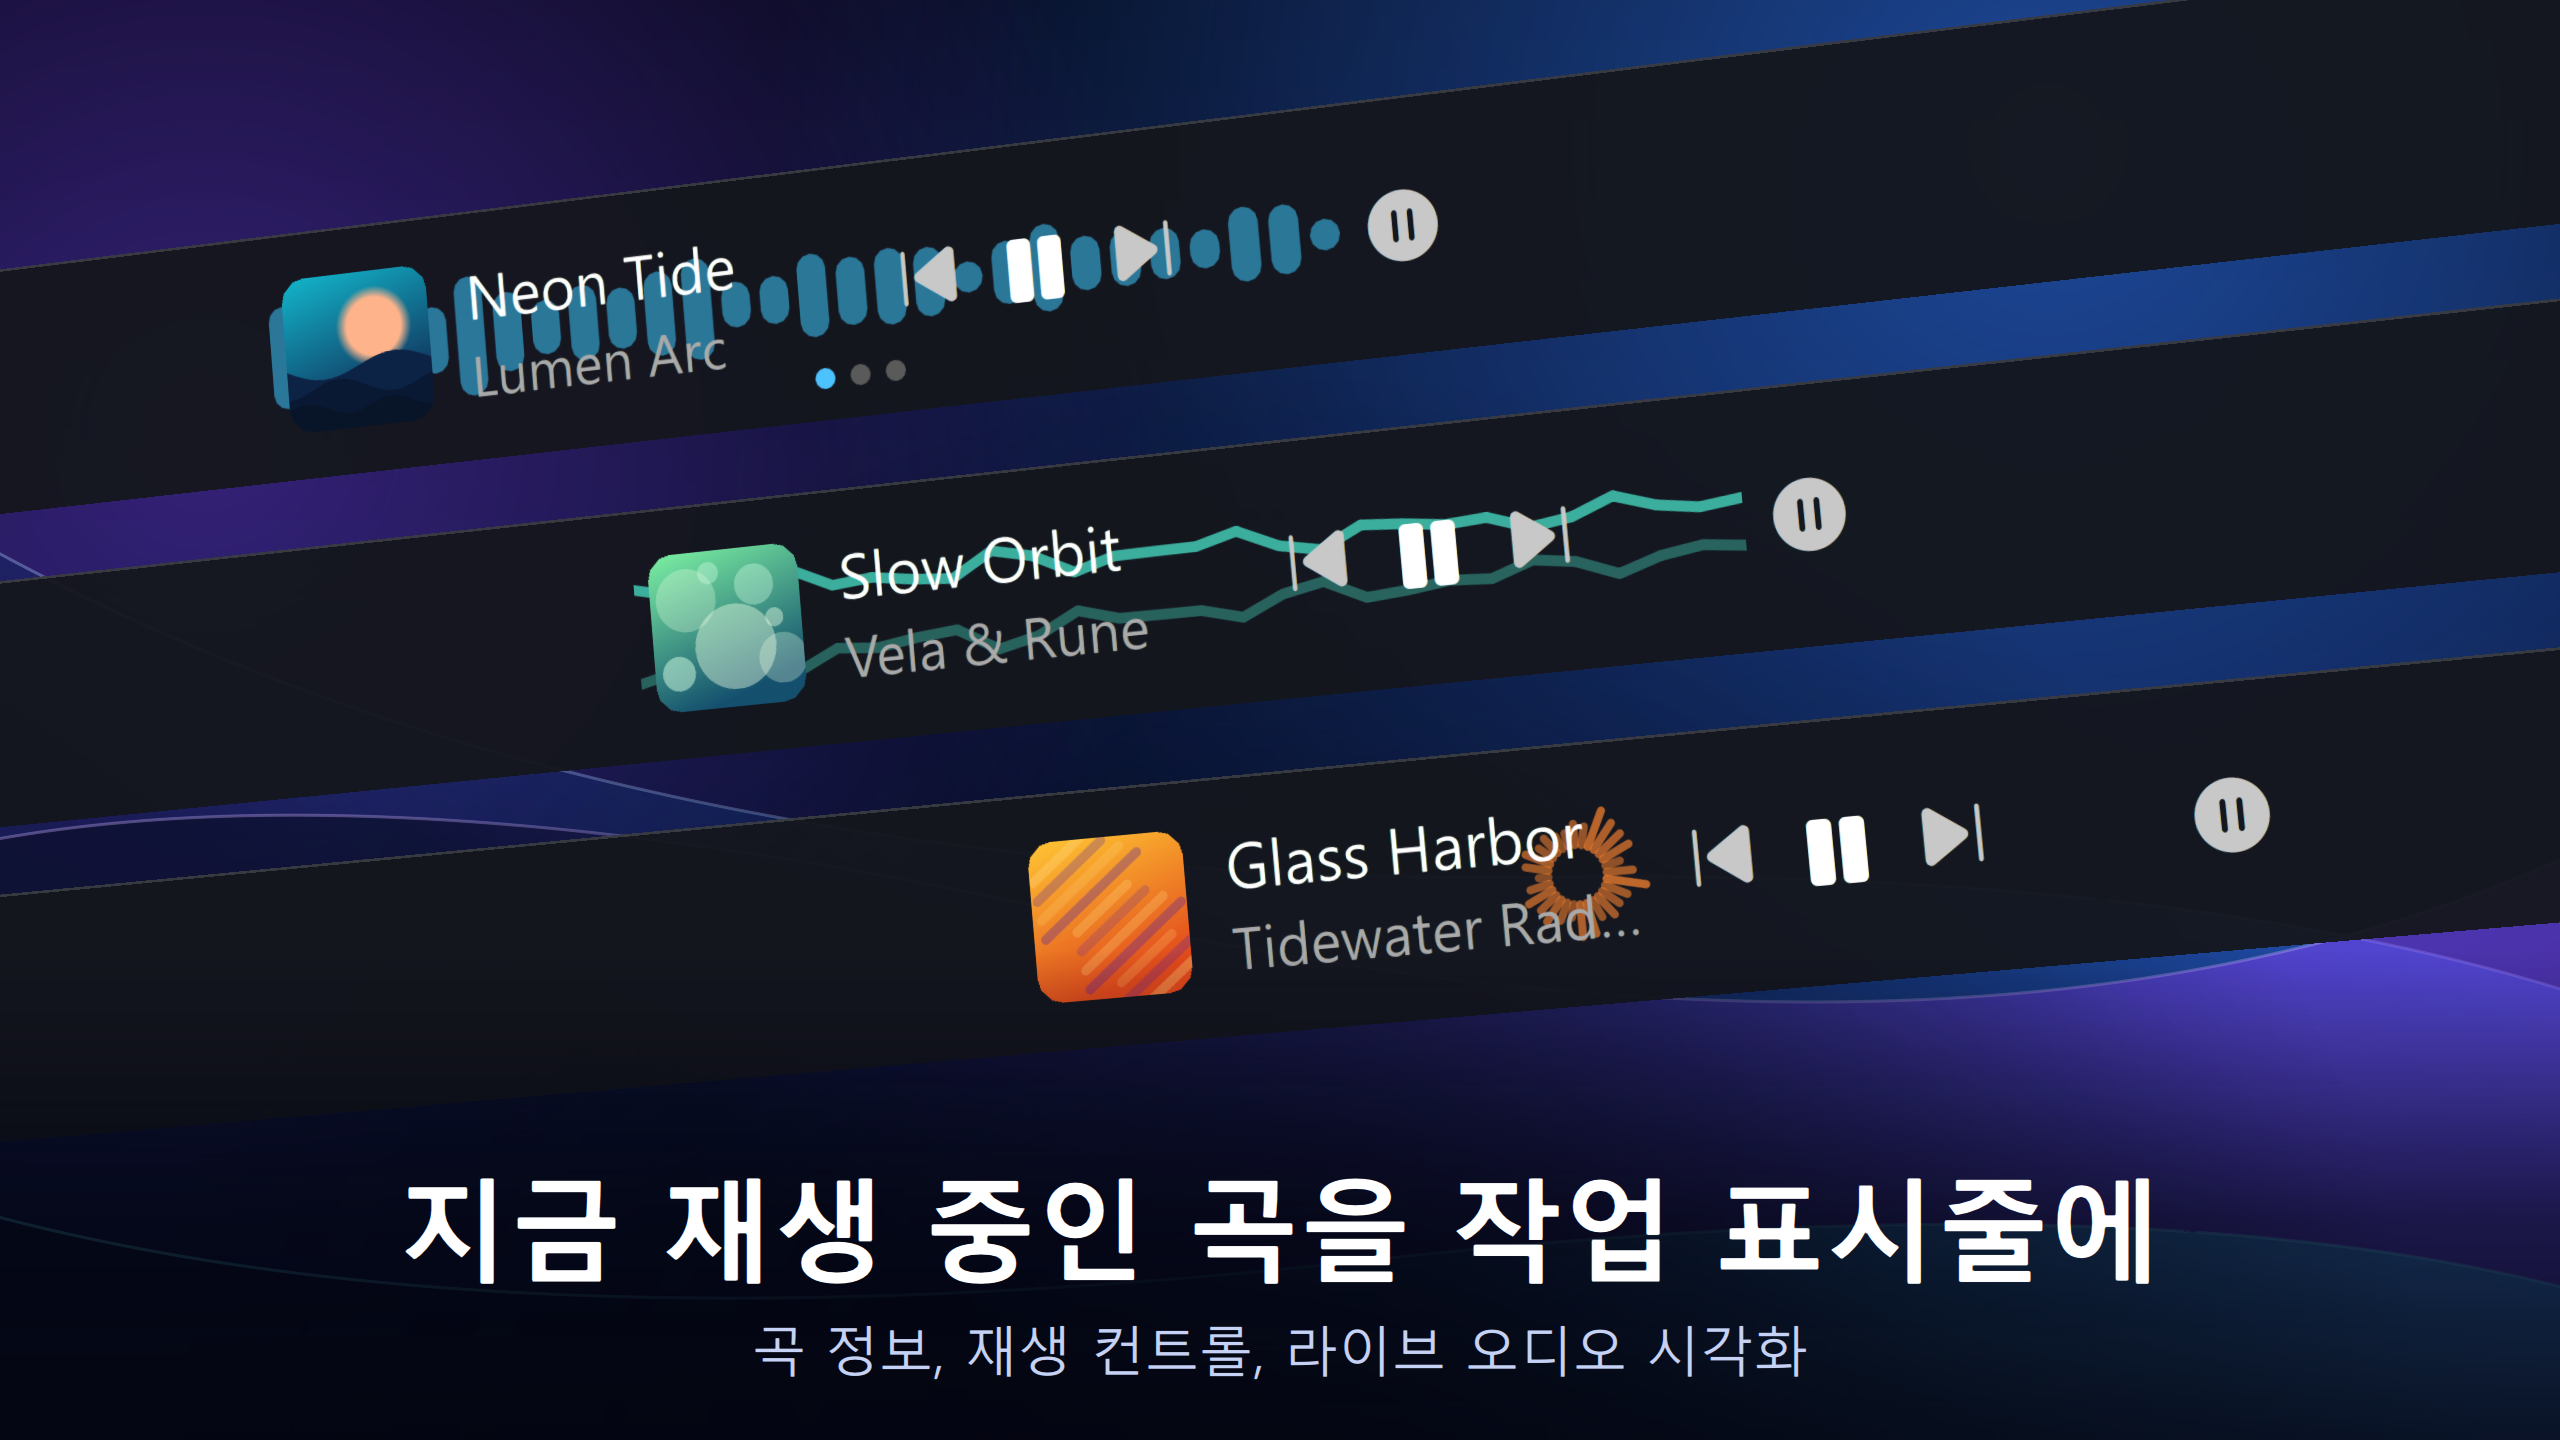 Neon Tide
Lumen Arc
Slow Orbit
Vela & Rune
Glass Harbor
Tidewater Rad...
지금 재생 중인 곡을 작업 표시줄에
곡 정보, 재생 컨트롤, 라이브 오디오 시각화